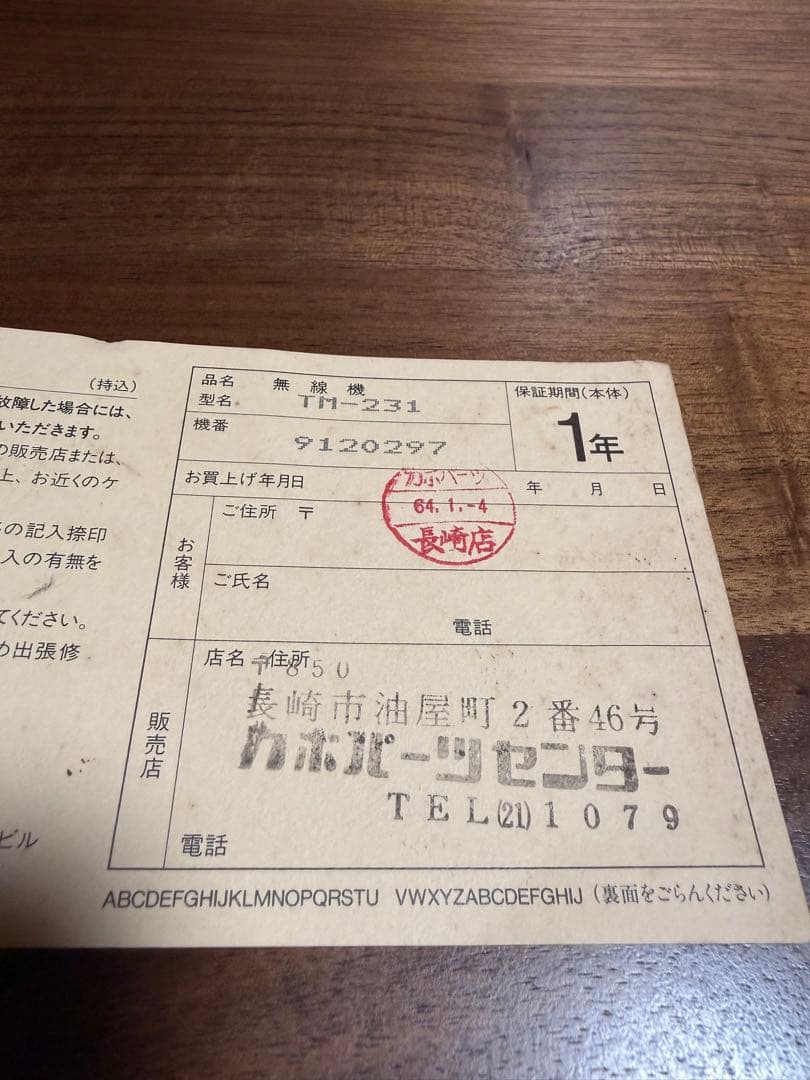 (持込)
故障した場合には、
いただきます。
の販売店または、
上、お近くのケ
の記入捺印
入の有無を
てください。
め出張修
ビル
品名 無線機
型名 TM-231
保証期間(本体)
1年
機番
9120297
お買上げ年月日 年 月 日
カホパーツ
64.1.-4
長崎店
お客様
ご住所 〒
ご氏名
電話
販売店
店名・住所
〒850
長崎市油屋町2番46号
カホパーツセンター
TEL(21)1079
電話
ABCDEFGHIJKLMNOPQRSTU VWXYZABCDEFGHIJ (裏面をごらんください)